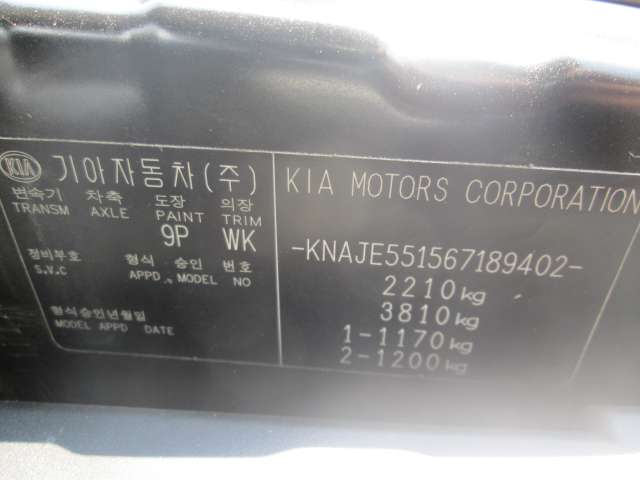 KIA 기아자동차(주)
변속기 차축 도장 의장
TRANSM AXLE PAINT TRIM
9P WK
정비부호 형식 승인 번호
S.V.C APPD. MODEL NO
형식승인년월일
MODEL APPD DATE
KIA MOTORS CORPORATION
-KNAJE551567189402-
2210kg
3810kg
1-1170kg
2-1200kg